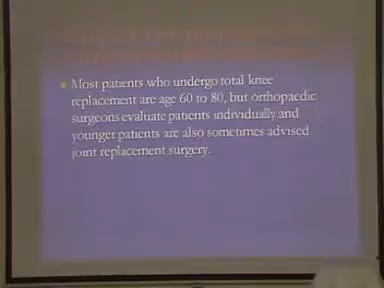 Most patients who undergo total knee
replacement are age 60 to 80, but orthopaedic
surgeons evaluate patients individually and
younger patients are also sometimes advised
joint replacement surgery.